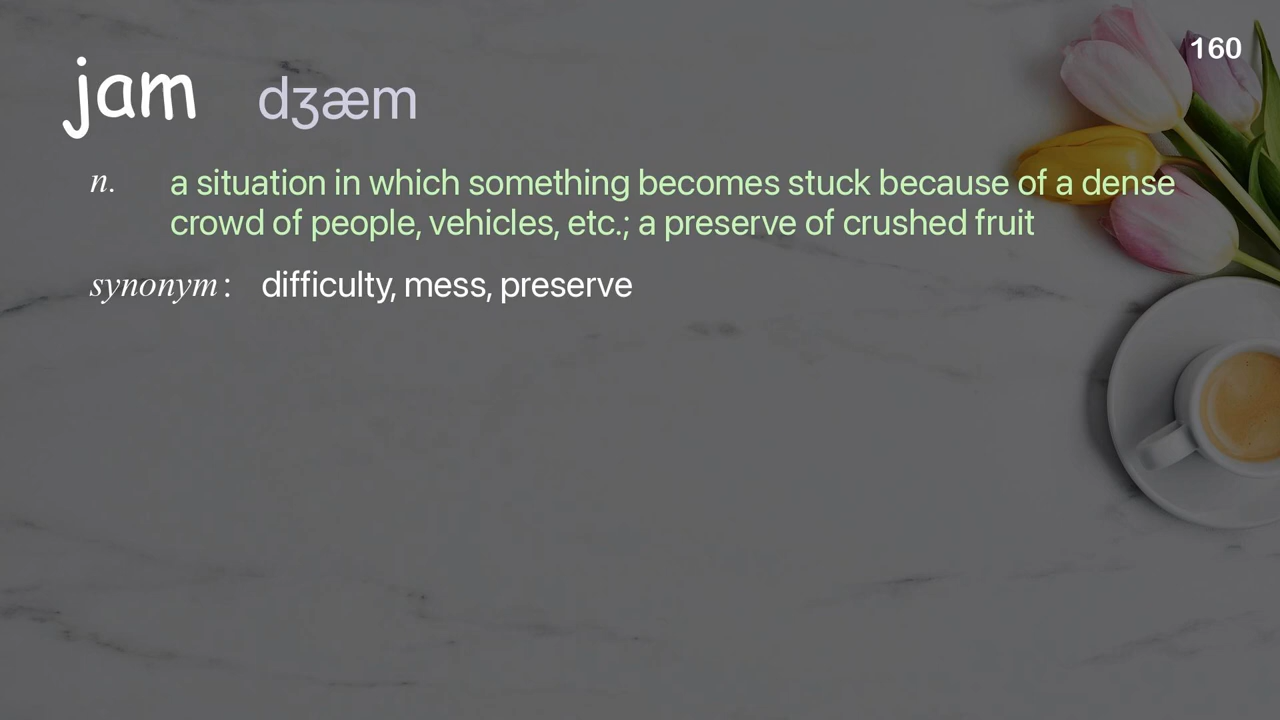 160
jam dʒæm
n. a situation in which something becomes stuck because of a dense
crowd of people, vehicles, etc.; a preserve of crushed fruit
synonym: difficulty, mess, preserve